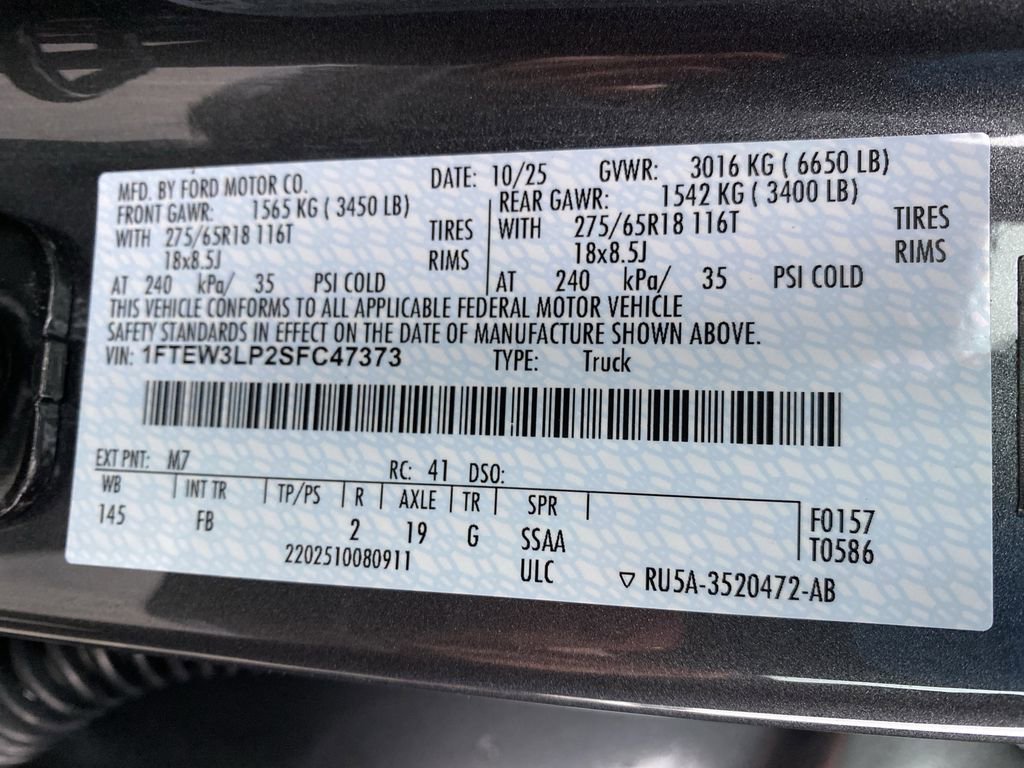 MFD. BY FORD MOTOR CO. DATE: 10/25 GVWR: 3016 KG ( 6650 LB)
FRONT GAWR: 1565 KG ( 3450 LB) REAR GAWR: 1542 KG ( 3400 LB)
WITH 275/65R18 116T TIRES WITH 275/65R18 116T TIRES
18x8.5J RIMS 18x8.5J RIMS
AT 240 kPa/ 35 PSI COLD AT 240 kPa/ 35 PSI COLD
THIS VEHICLE CONFORMS TO ALL APPLICABLE FEDERAL MOTOR VEHICLE
SAFETY STANDARDS IN EFFECT ON THE DATE OF MANUFACTURE SHOWN ABOVE.
VIN: 1FTEW3LP2SFC47373 TYPE: Truck
EXT PNT: M7 RC: 41 DSO:
WB INT TR TP/PS R AXLE TR SPR
145 FB 2 19 G SSAA F0157
2202510080911 ULC T0586
▽ RU5A-3520472-AB